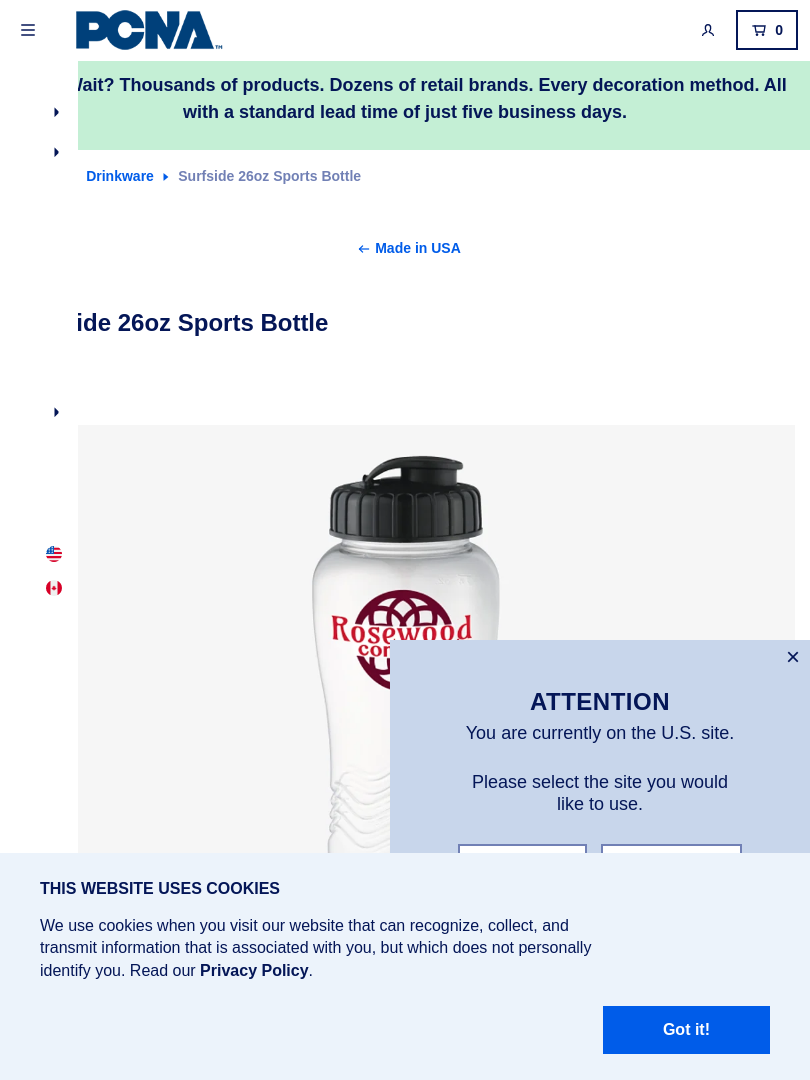 PCNA™
0
ait? Thousands of products. Dozens of retail brands. Every decoration method. All
with a standard lead time of just five business days.
Drinkware
Surfside 26oz Sports Bottle
← Made in USA
ide 26oz Sports Bottle
Rosewood
ATTENTION
You are currently on the U.S. site.
Please select the site you would
like to use.
THIS WEBSITE USES COOKIES
We use cookies when you visit our website that can recognize, collect, and
transmit information that is associated with you, but which does not personally
identify you. Read our Privacy Policy.
Got it!